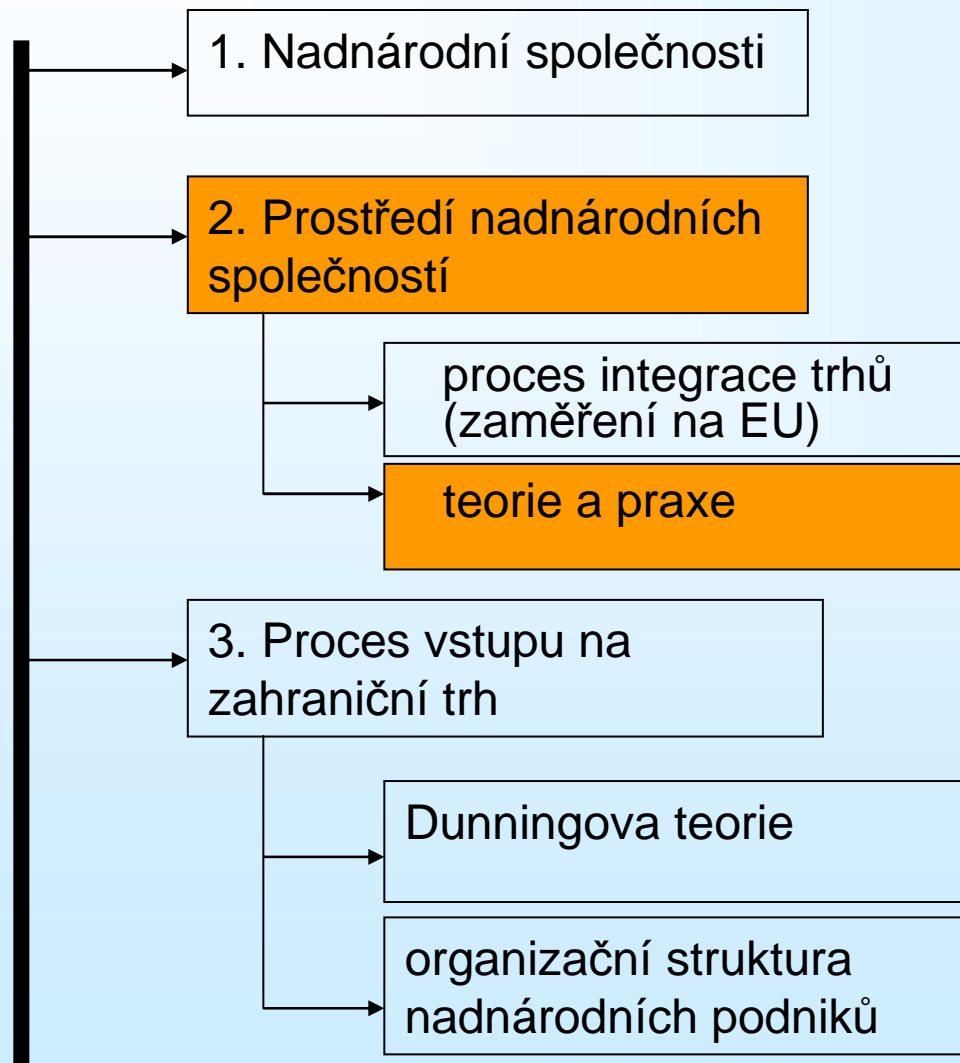 1. Nadnárodní společnosti
2. Prostředí nadnárodních
společností
proces integrace trhů
(zaměření na EU)
teorie a praxe
3. Proces vstupu na
zahraniční trh
Dunningova teorie
organizační struktura
nadnárodních podniků